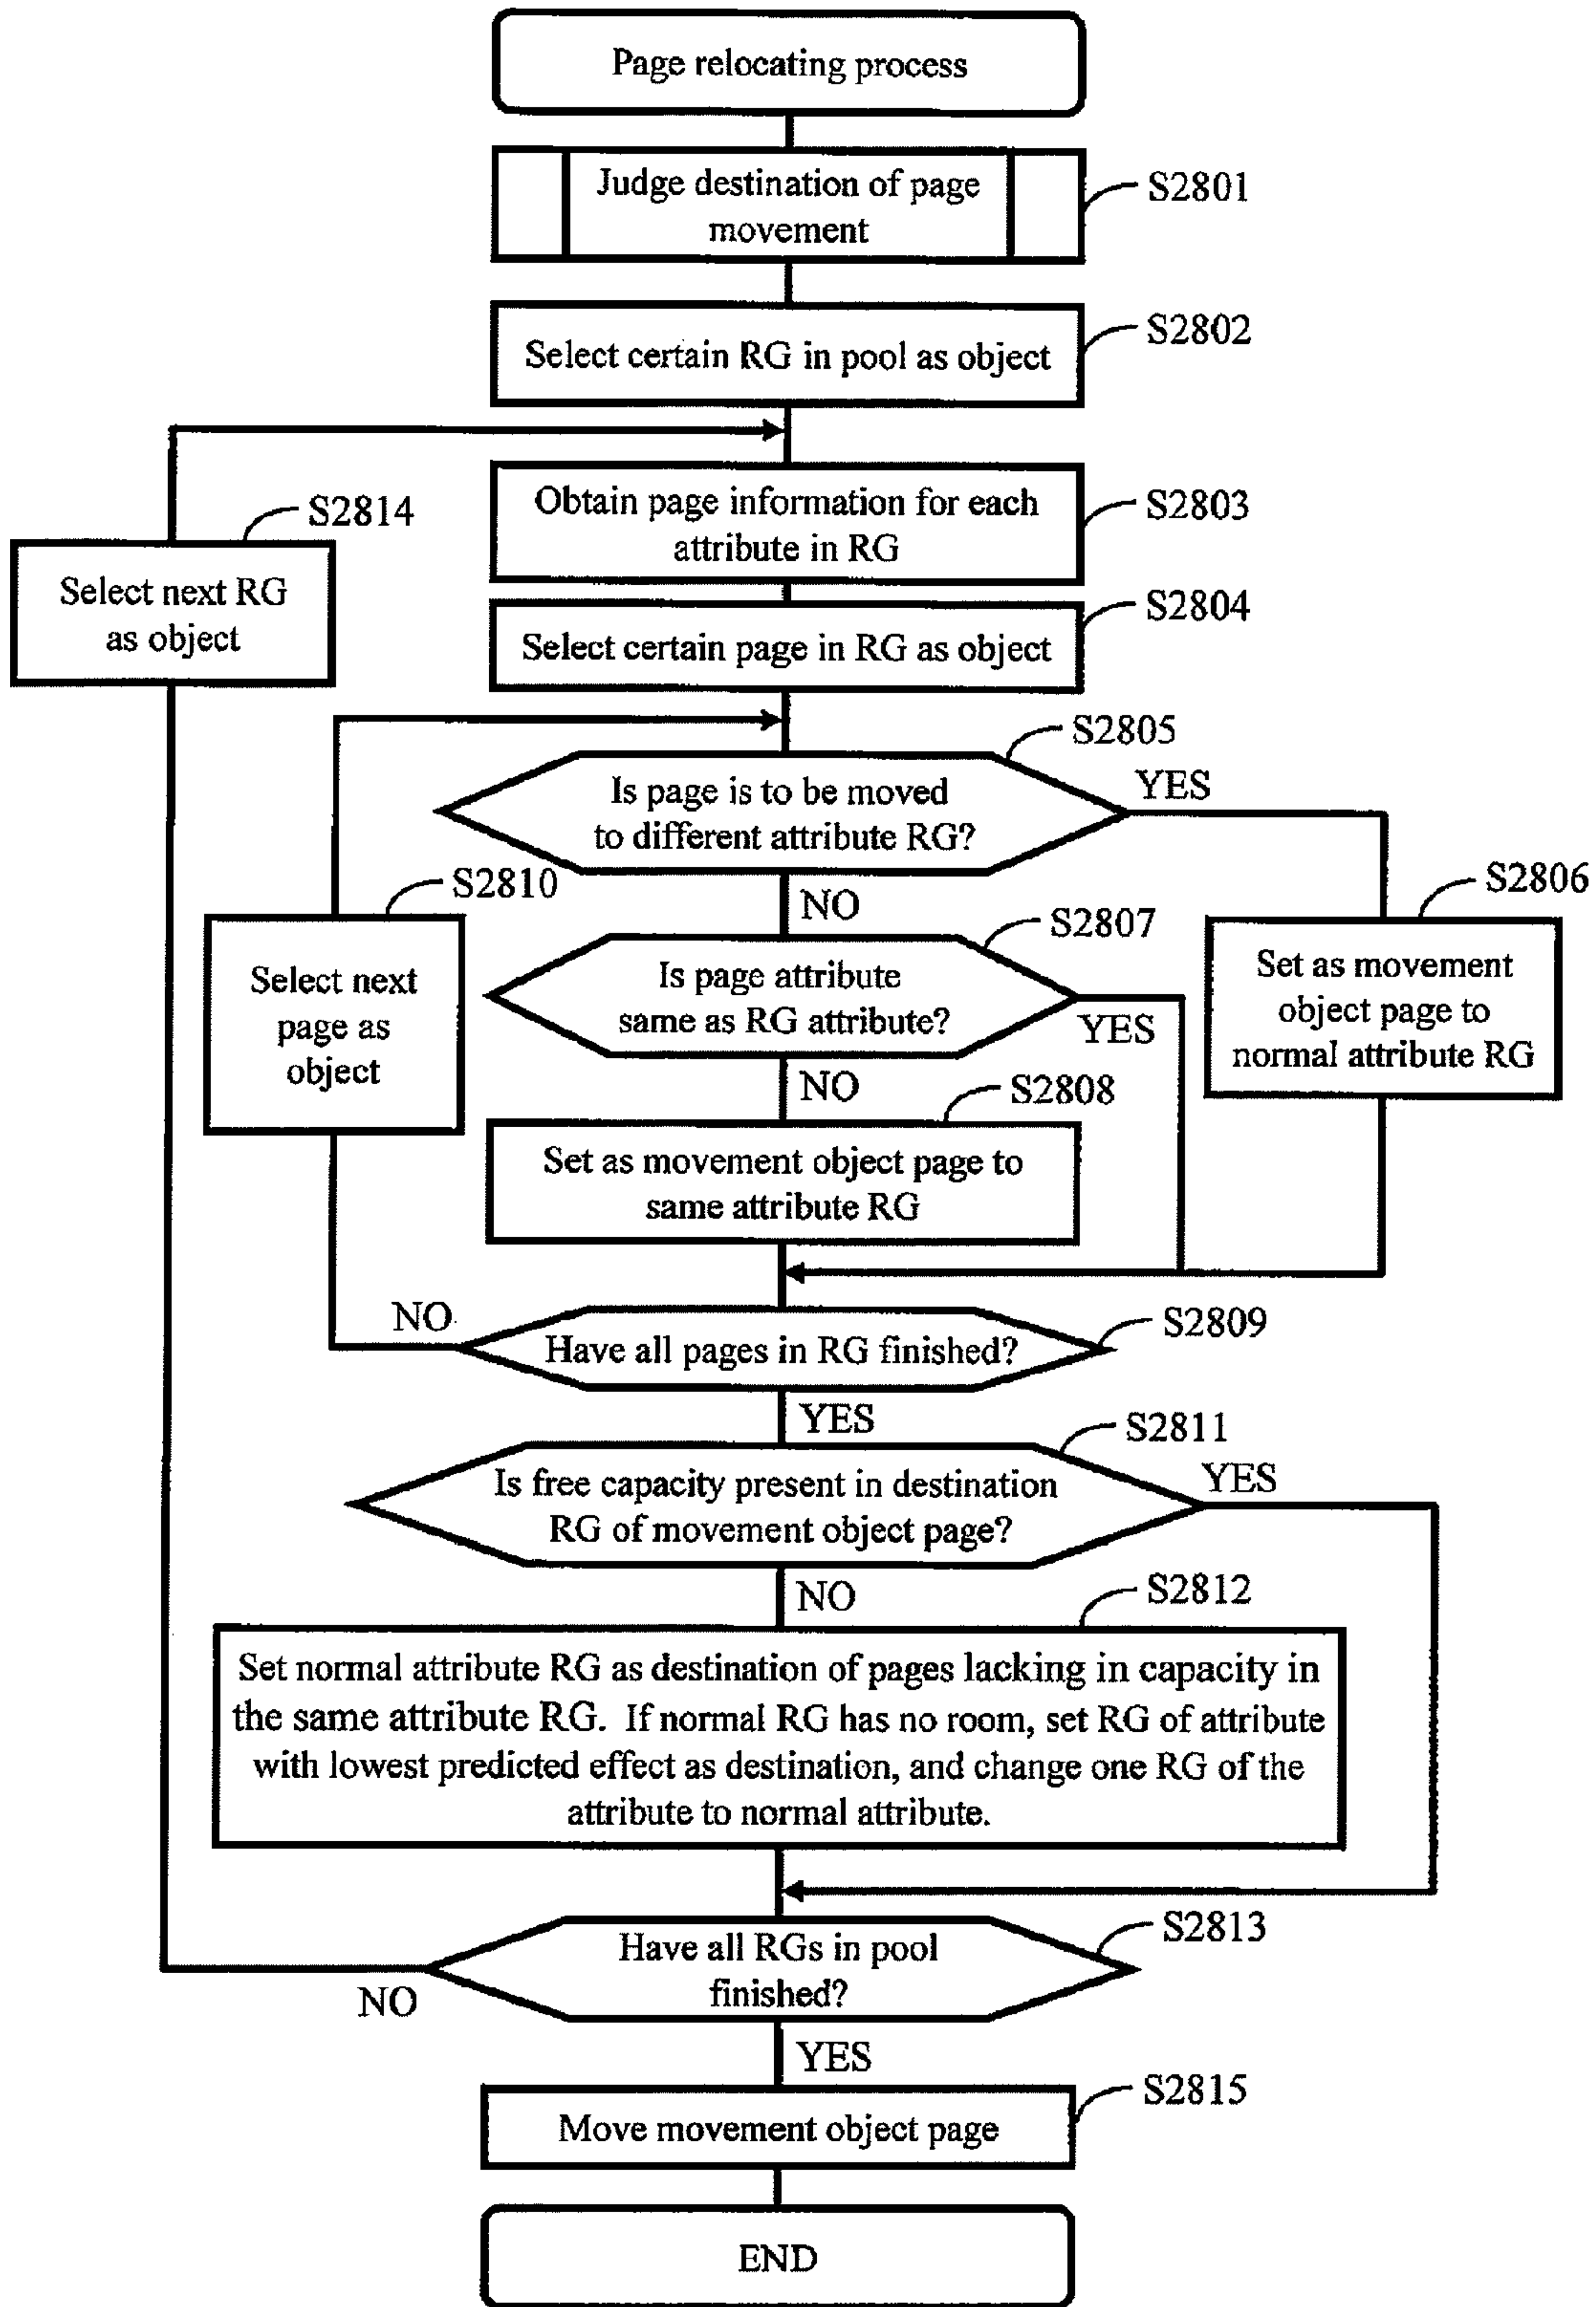 Page relocating process
Judge destination of page
movement
S2801
Select certain RG in pool as object
S2802
Obtain page information for each
attribute in RG
S2803
S2814
Select next RG
as object
Select certain page in RG as object
S2804
S2805
Is page is to be moved
to different attribute RG?
YES
NO
S2806
Set as movement
object page to
normal attribute RG
S2810
Select next
page as
object
S2807
Is page attribute
same as RG attribute?
YES
NO
S2808
Set as movement object page to
same attribute RG
NO
Have all pages in RG finished?
S2809
YES
S2811
Is free capacity present in destination
RG of movement object page?
YES
NO
S2812
Set normal attribute RG as destination of pages lacking in capacity in
the same attribute RG. If normal RG has no room, set RG of attribute
with lowest predicted effect as destination, and change one RG of the
attribute to normal attribute.
S2813
Have all RGs in pool
finished?
NO
YES
S2815
Move movement object page
END